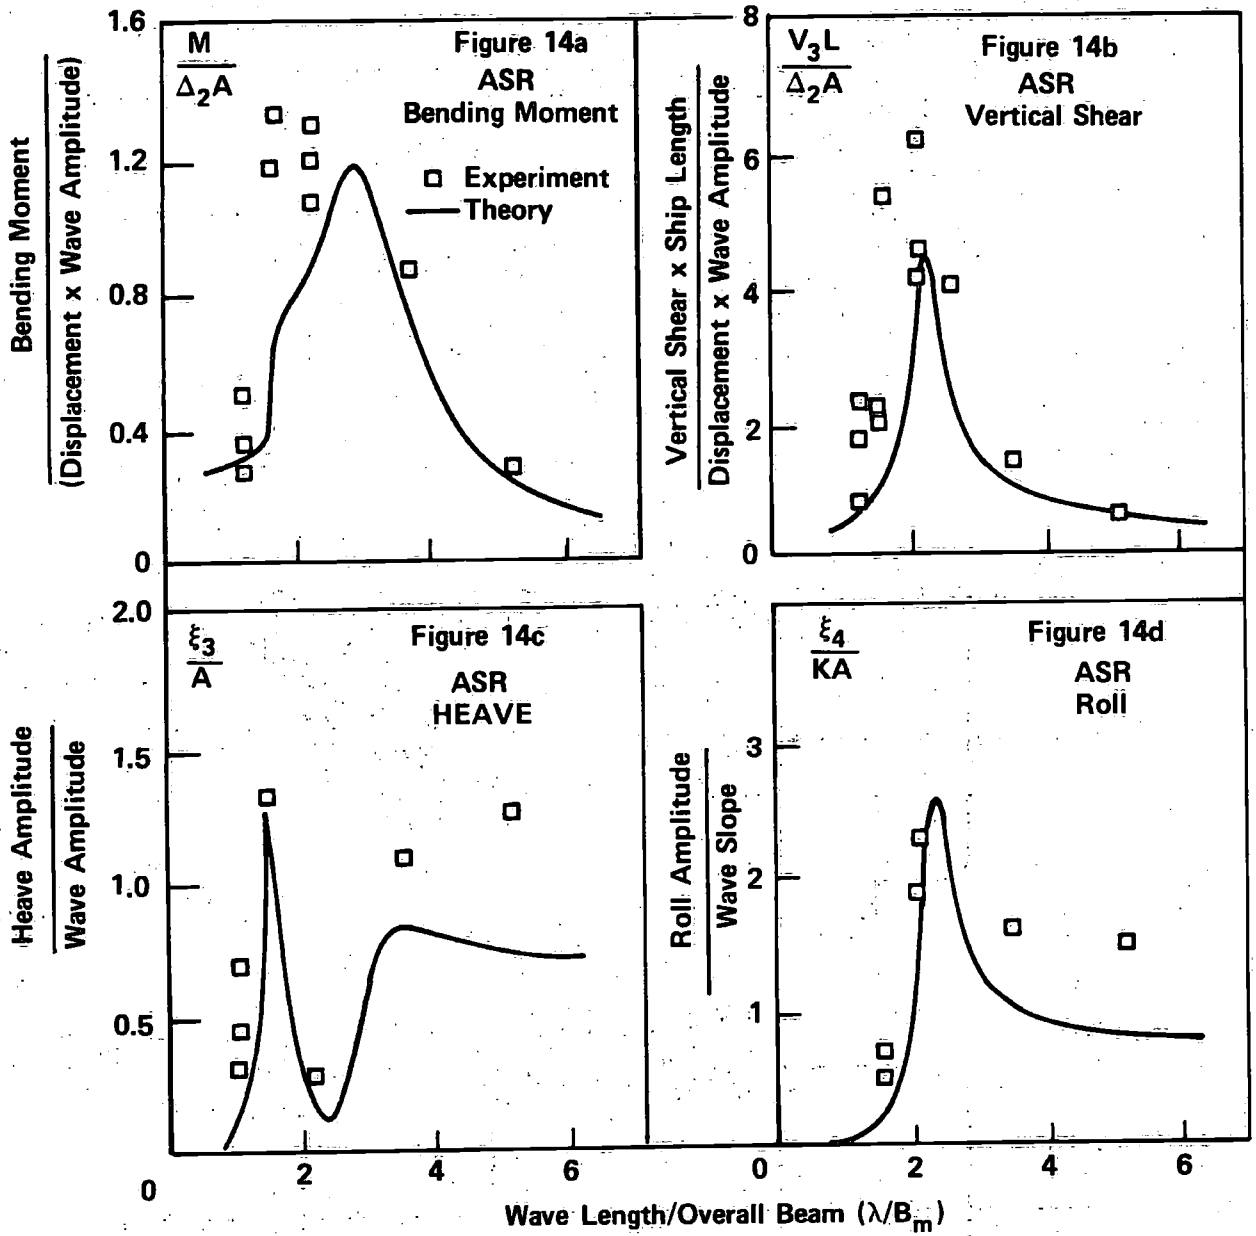 Figure 14a
ASR
Bending Moment
M
Δ₂A
Experiment
Theory
Bending Moment
(Displacement x Wave Amplitude)
1.6
1.2
0.8
0.4
0
Figure 14b
ASR
Vertical Shear
V₃L
Δ₂A
Vertical Shear x Ship Length
Displacement x Wave Amplitude
8
6
4
2
0
Figure 14c
ASR
HEAVE
ξ₃
A
Heave Amplitude
Wave Amplitude
2.0
1.5
1.0
0.5
0
2
4
6
Figure 14d
ASR
Roll
ξ₄
KA
Roll Amplitude
Wave Slope
3
2
1
0
2
4
6
Wave Length/Overall Beam (λ/Bₘ)